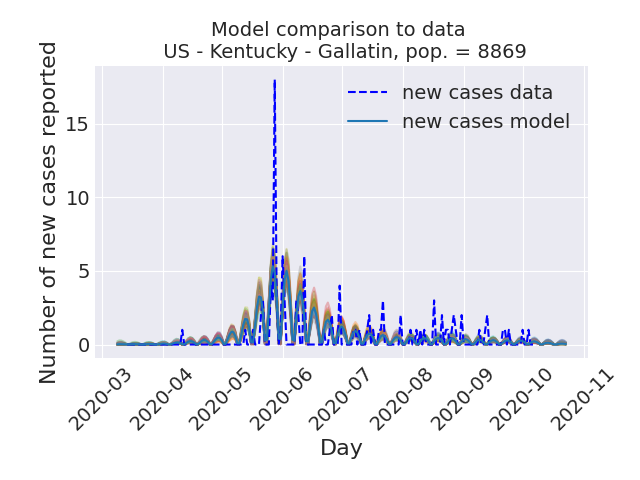 Model comparison to data
US - Kentucky - Gallatin, pop. = 8869
Number of new cases reported
15
10
5
0
new cases data
new cases model
2020-03
2020-04
2020-05
2020-06
2020-07
2020-08
2020-09
2020-10
2020-11
Day